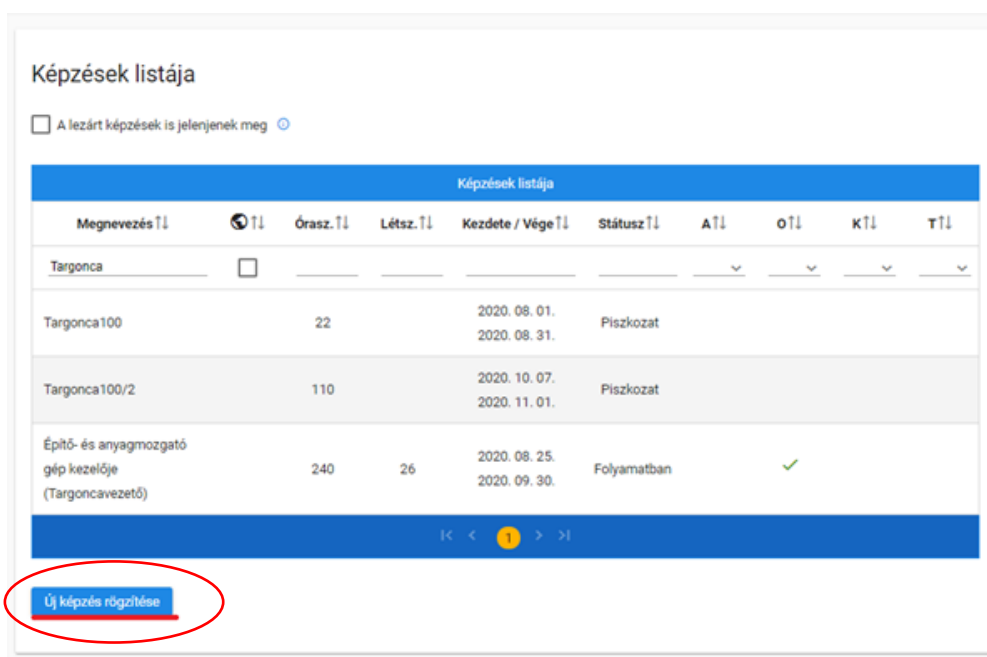 Képzések listája
A lezárt képzések is jelenjenek meg
Képzések listája
Megnevezés Órasz. Létsz. Kezdete / Vége Státusz A O K T
Targonca
Targonca100 22 2020. 08. 01. Piszkozat
2020. 08. 31.
Targonca100/2 110 2020. 10. 07. Piszkozat
2020. 11. 01.
Építő- és anyagmozgató
gép kezelője 240 26 2020. 08. 25. Folyamatban
(Targoncavezető) 2020. 09. 30.
1
Új képzés rögzítése